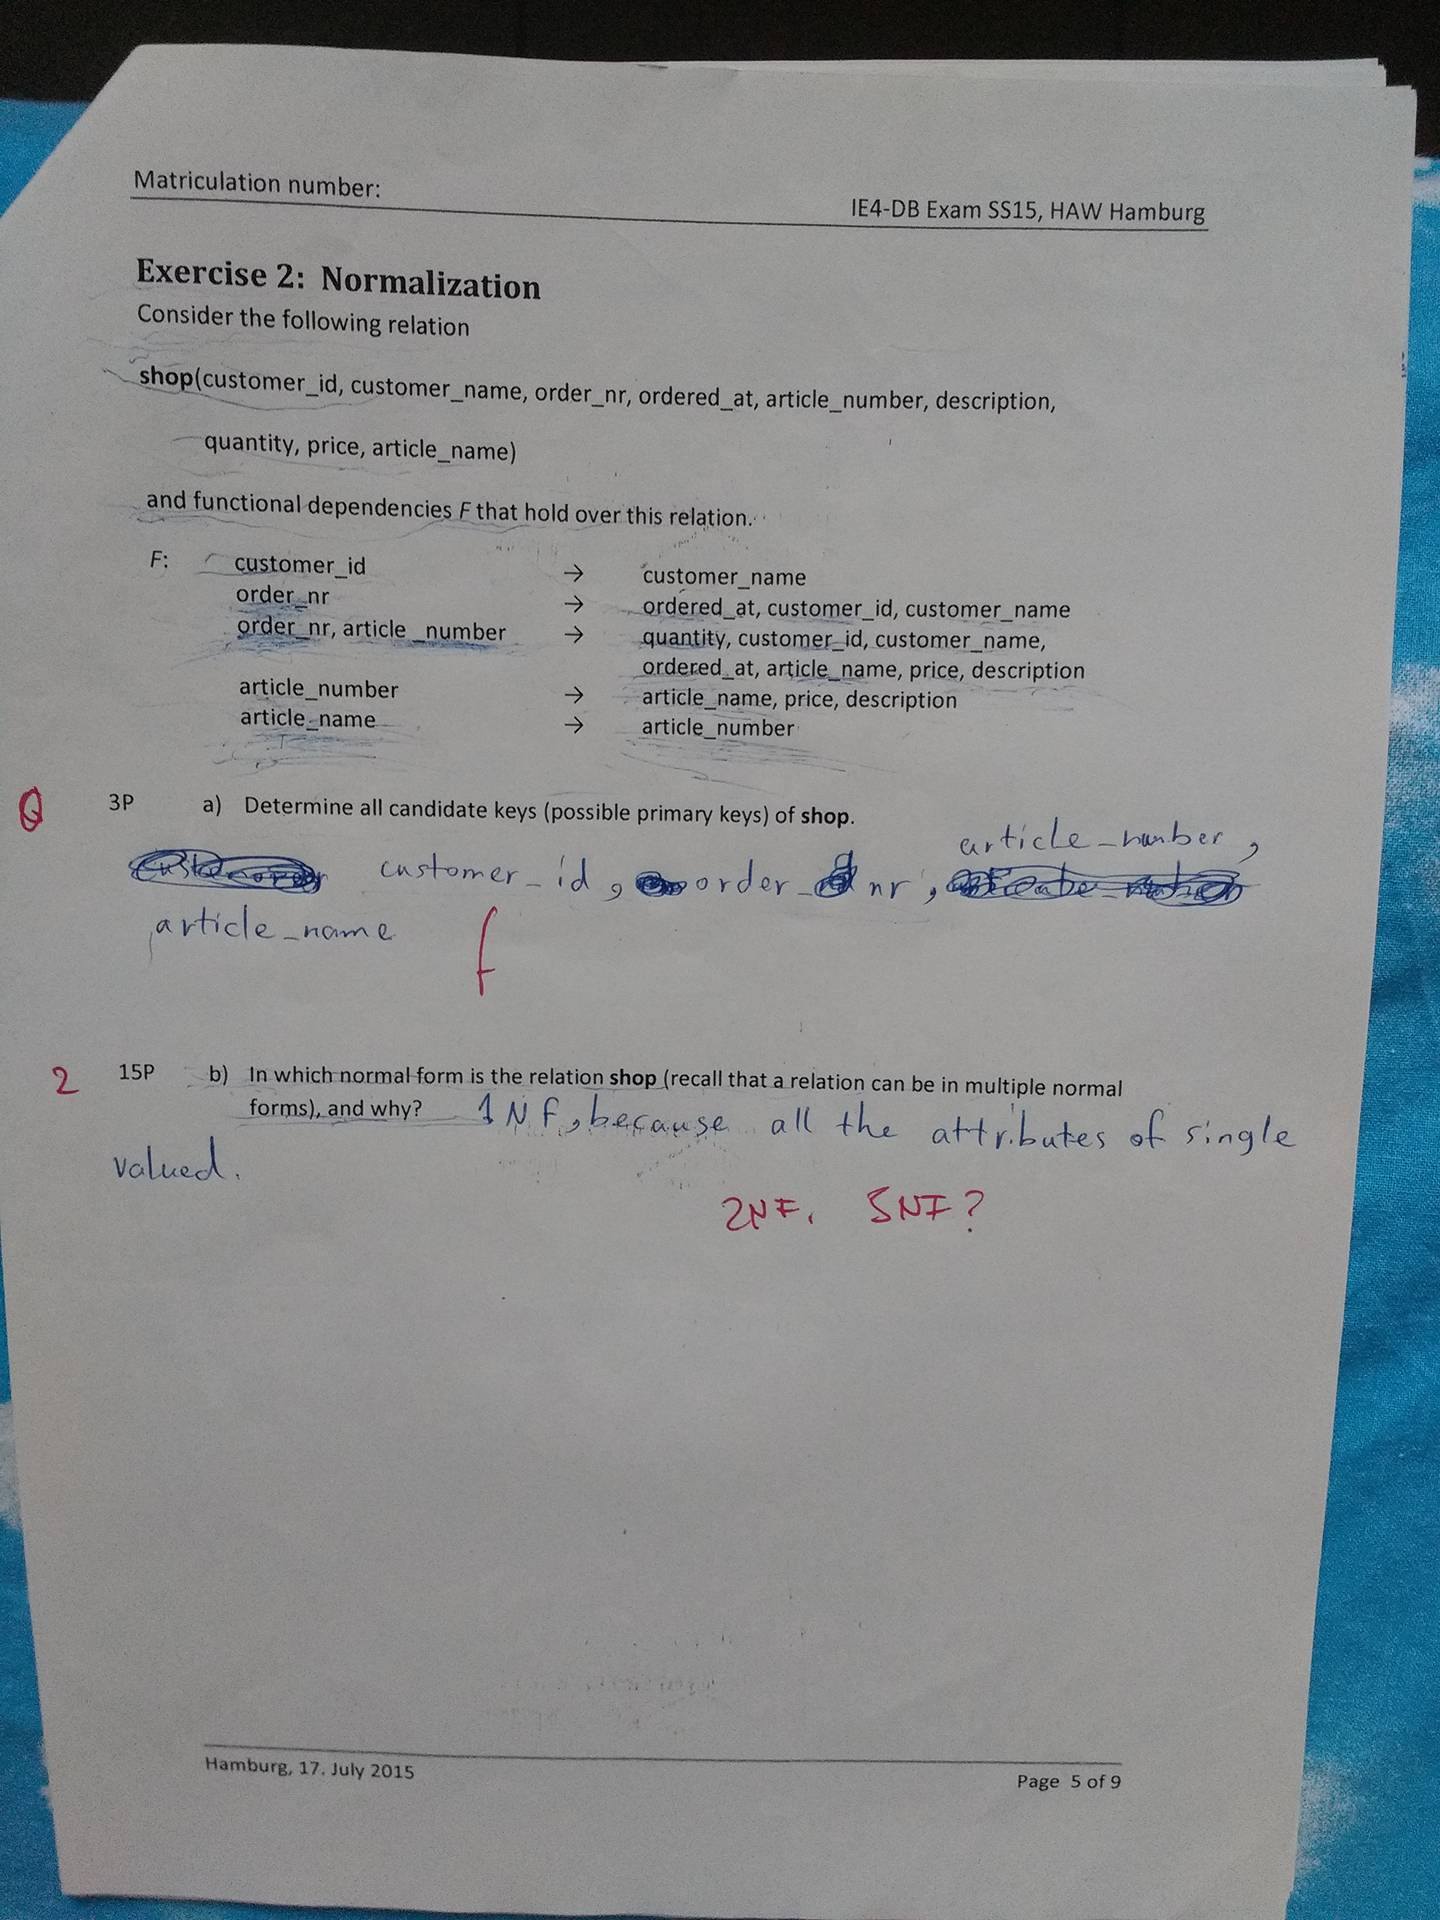 Matriculation number:
IE4-DB Exam SS15, HAW Hamburg
Exercise 2: Normalization
Consider the following relation
shop(customer_id, customer_name, order_nr, ordered_at, article_number, description,
quantity, price, article_name)
and functional dependencies F that hold over this relation.
F: customer_id → customer_name
order_nr → ordered_at, customer_id, customer_name
order_nr, article _number → quantity, customer_id, customer_name,
ordered_at, article_name, price, description
article_number → article_name, price, description
article_name → article_number
3P a) Determine all candidate keys (possible primary keys) of shop.
article_number,
customer_id, order_nr,
article_name f
2 15P b) In which normal form is the relation shop (recall that a relation can be in multiple normal
forms), and why? 1NF, because all the attributes of single
valued.
2NF, 3NF?
Hamburg, 17. July 2015
Page 5 of 9